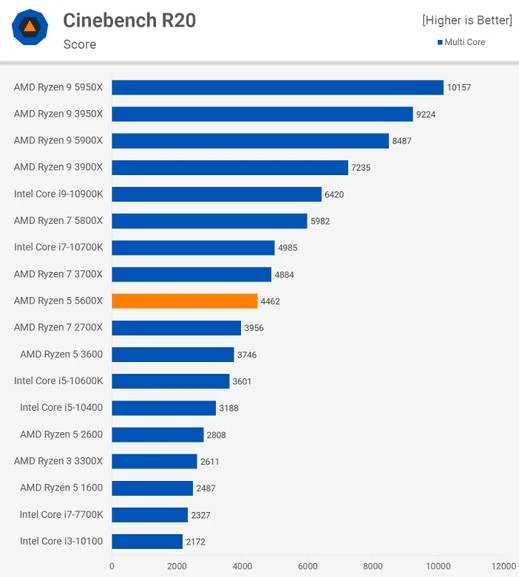 Cinebench R20
Score
[Higher is Better]
Multi Core
AMD Ryzen 9 5950X 10157
AMD Ryzen 9 3950X 9224
AMD Ryzen 9 5900X 8487
AMD Ryzen 9 3900X 7235
Intel Core i9-10900K 6420
AMD Ryzen 7 5800X 5982
Intel Core i7-10700K 4985
AMD Ryzen 7 3700X 4884
AMD Ryzen 5 5600X 4462
AMD Ryzen 7 2700X 3956
AMD Ryzen 5 3600 3746
Intel Core i5-10600K 3601
Intel Core i5-10400 3188
AMD Ryzen 5 2600 2808
AMD Ryzen 3 3300X 2611
AMD Ryzen 5 1600 2487
Intel Core i7-7700K 2327
Intel Core i3-10100 2172
0 2000 4000 6000 8000 10000 12000